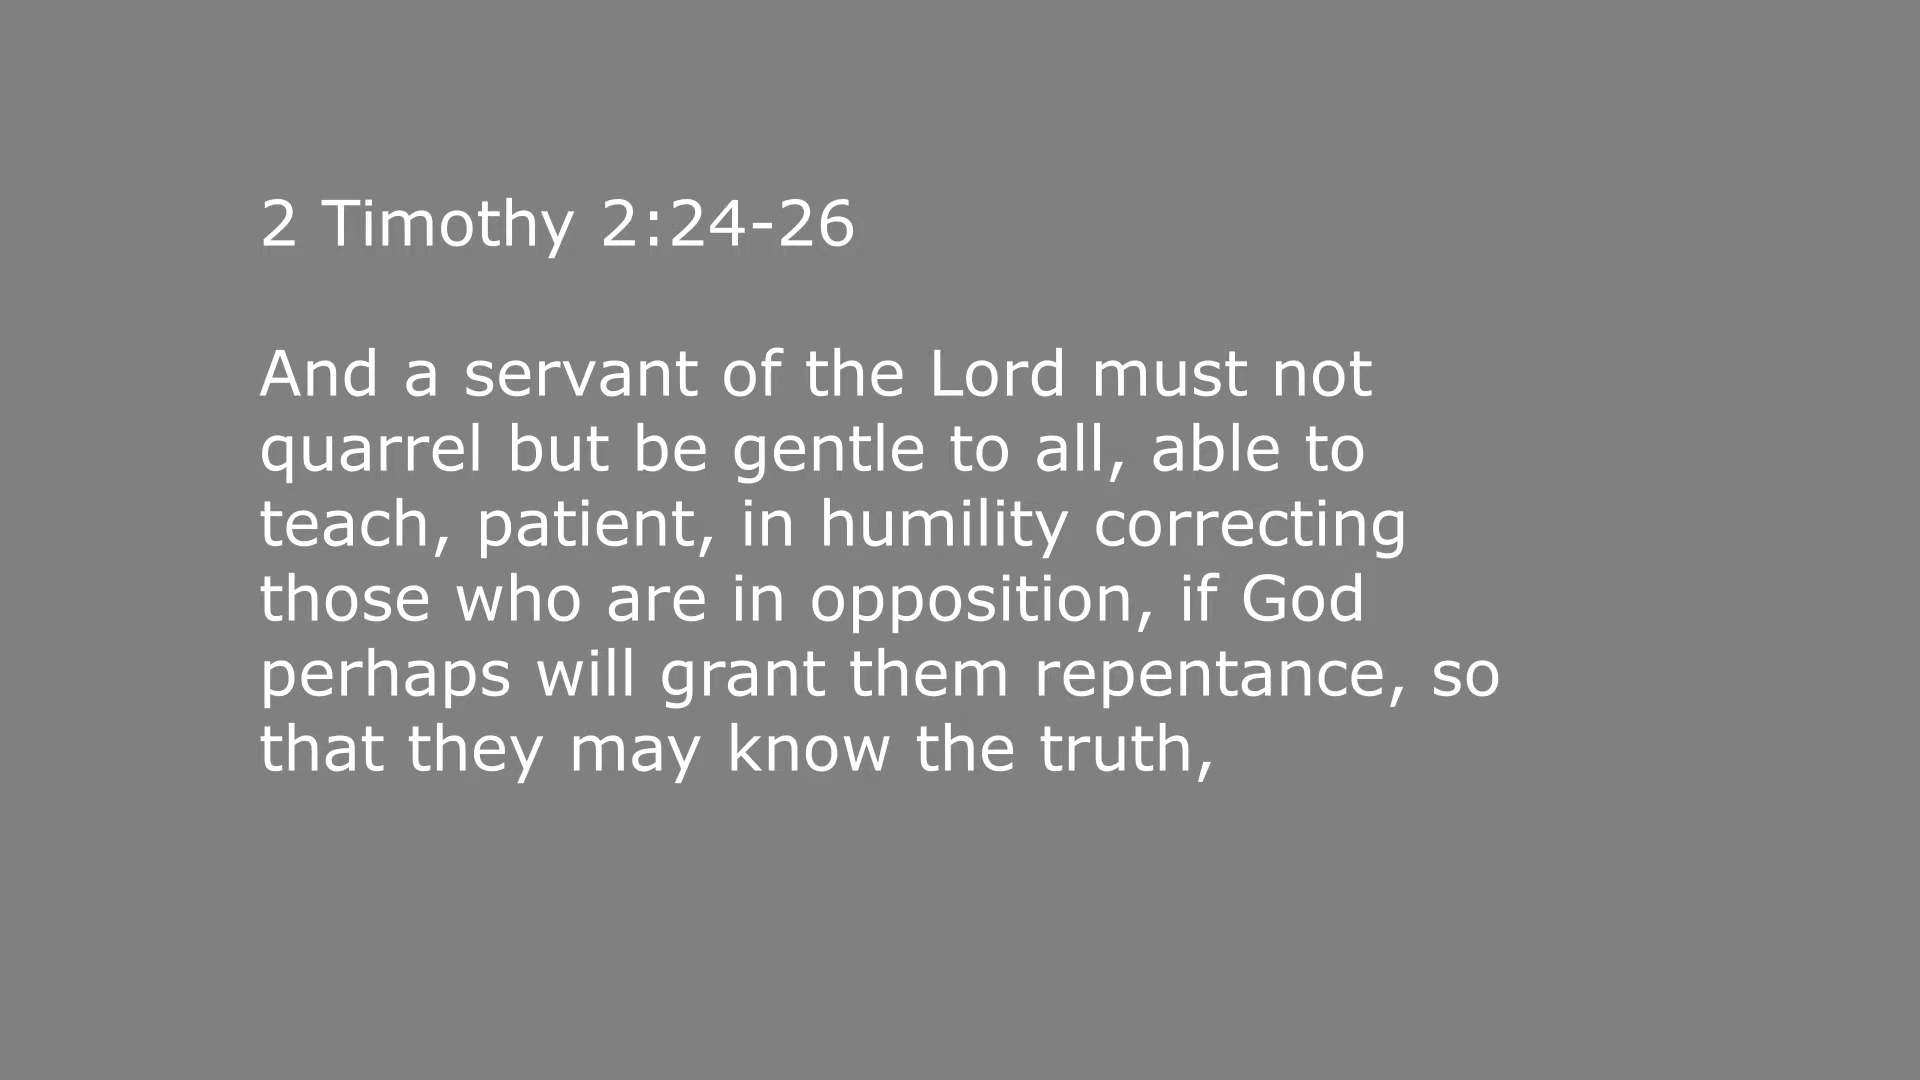 2 Timothy 2:24-26
And a servant of the Lord must not
quarrel but be gentle to all, able to
teach, patient, in humility correcting
those who are in opposition, if God
perhaps will grant them repentance, so
that they may know the truth,